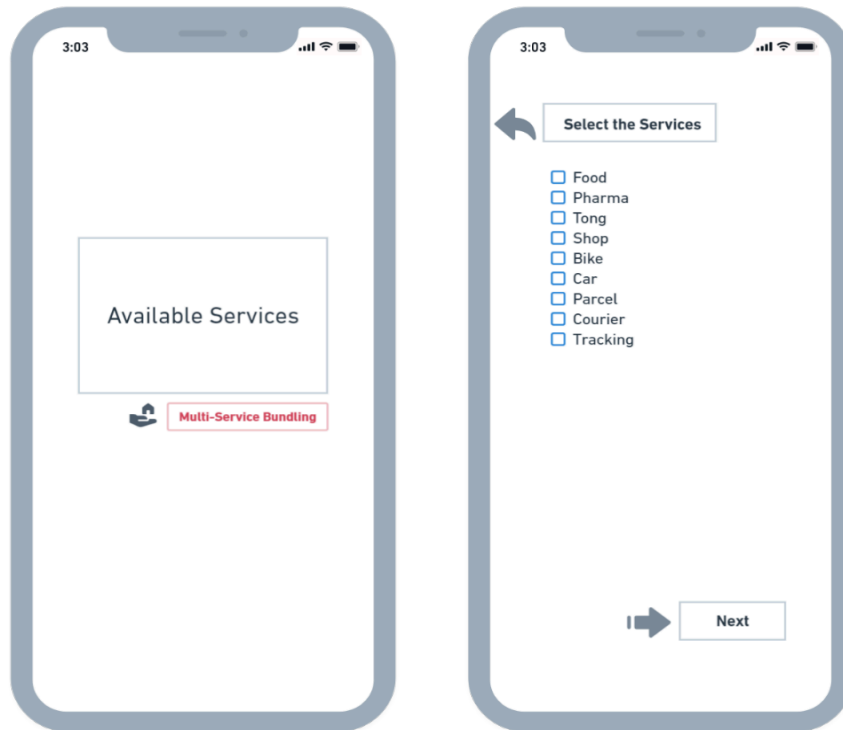 3:03
Available Services
Multi-Service Bundling
3:03
Select the Services
Food
Pharma
Tong
Shop
Bike
Car
Parcel
Courier
Tracking
Next